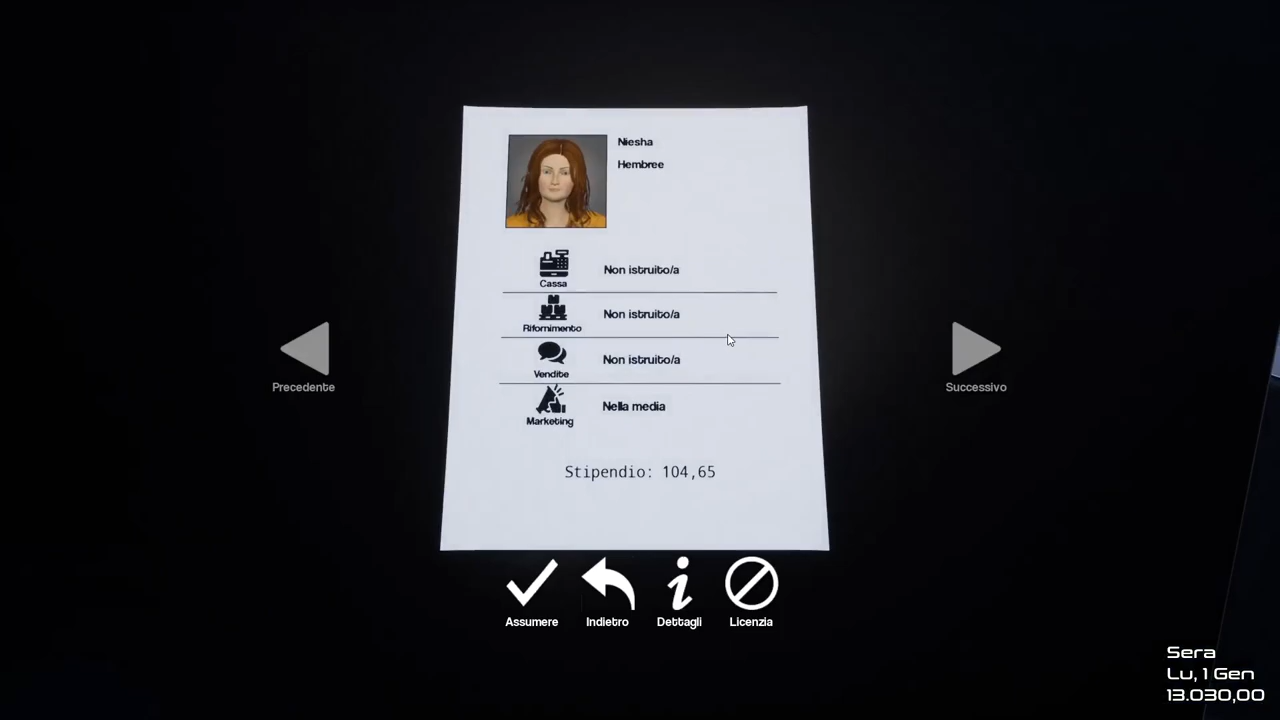 Niesha
Hembree
Cassa
Non istruito/a
Rifornimento
Non istruito/a
Vendite
Non istruito/a
Marketing
Nella media
Stipendio: 104,65
Precedente
Successivo
Assumere
Indietro
Dettagli
Licenzia
Sera
Lu, 1 Gen
13.030,00